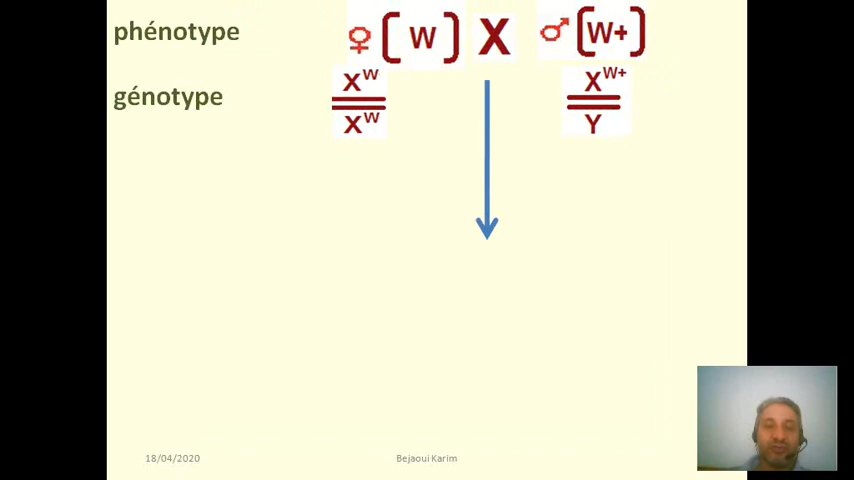 phénotype ♀ [ W ] X ♂ [W+]
génotype X^W X^W+
X^W Y
18/04/2020 Bejaoui Karim